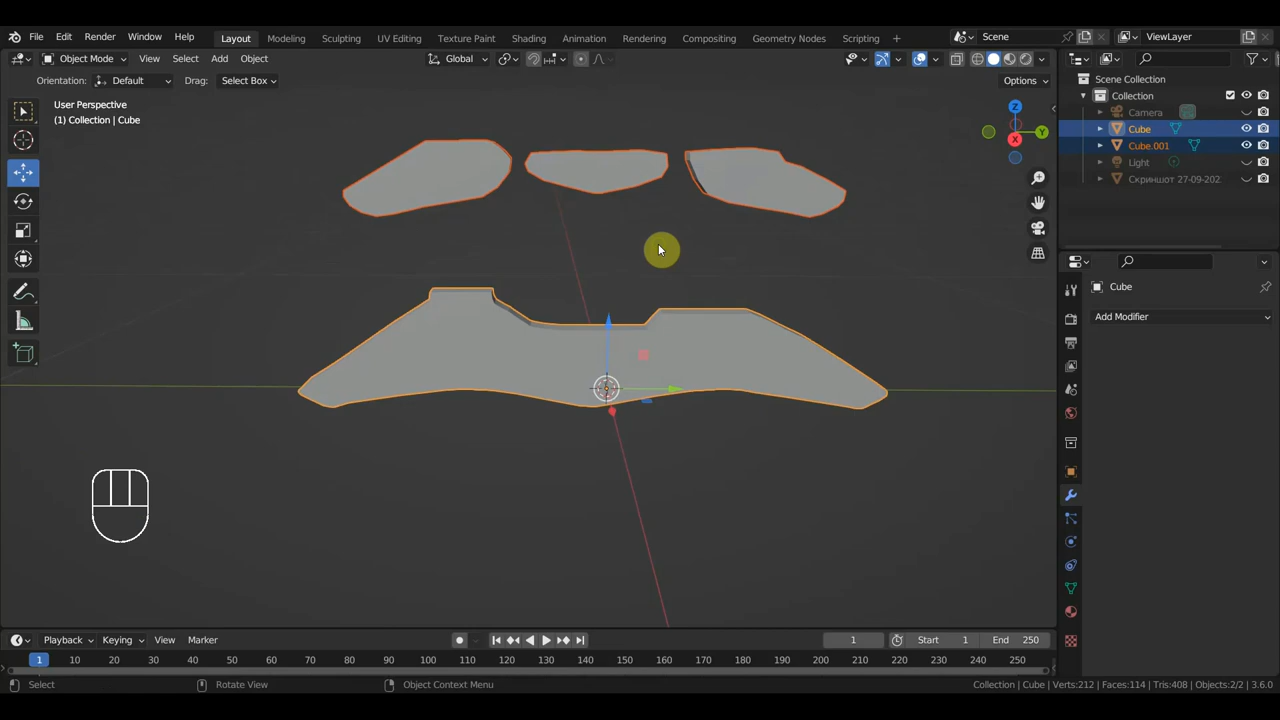 File Edit Render Window Help Layout Modeling Sculpting UV Editing Texture Paint Shading Animation Rendering Compositing Geometry Nodes Scripting + Scene ViewLayer
Object Mode View Select Add Object Global
Orientation: Default Drag: Select Box Options
User Perspective
(1) Collection | Cube
Z
Y
X
Scene Collection
Collection
Camera
Cube
Cube.001
Light
Скриншот 27-09-202
Cube
Add Modifier
Playback Keying View Marker 1 Start 1 End 250
1 10 20 30 40 50 60 70 80 90 100 110 120 130 140 150 160 170 180 190 200 210 220 230 240 250
Select Rotate View Object Context Menu Collection | Cube | Verts:212 | Faces:114 | Tris:408 | Objects:2/2 | 3.6.0